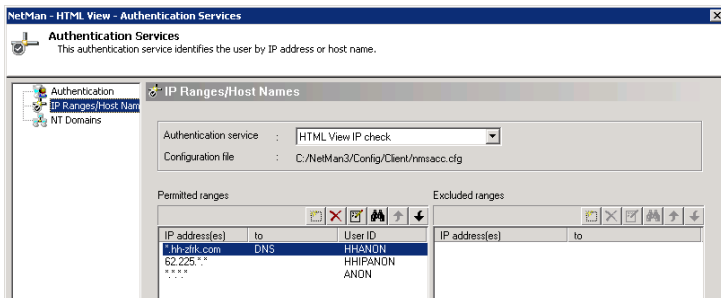 NetMan - HTML View - Authentication Services
Authentication Services
This authentication service identifies the user by IP address or host name.
Authentication
IP Ranges/Host Nam
NT Domains
IP Ranges/Host Names
Authentication service : HTML View IP check
Configuration file : C:/NetMan3/Config/Client/nmsacc.cfg
Permitted ranges
IP address(es) to User ID
*.hh-zfrk.com DNS HHANON
62.225.*.* HHIPANON
*.*.*.* ANON
Excluded ranges
IP address(es) to